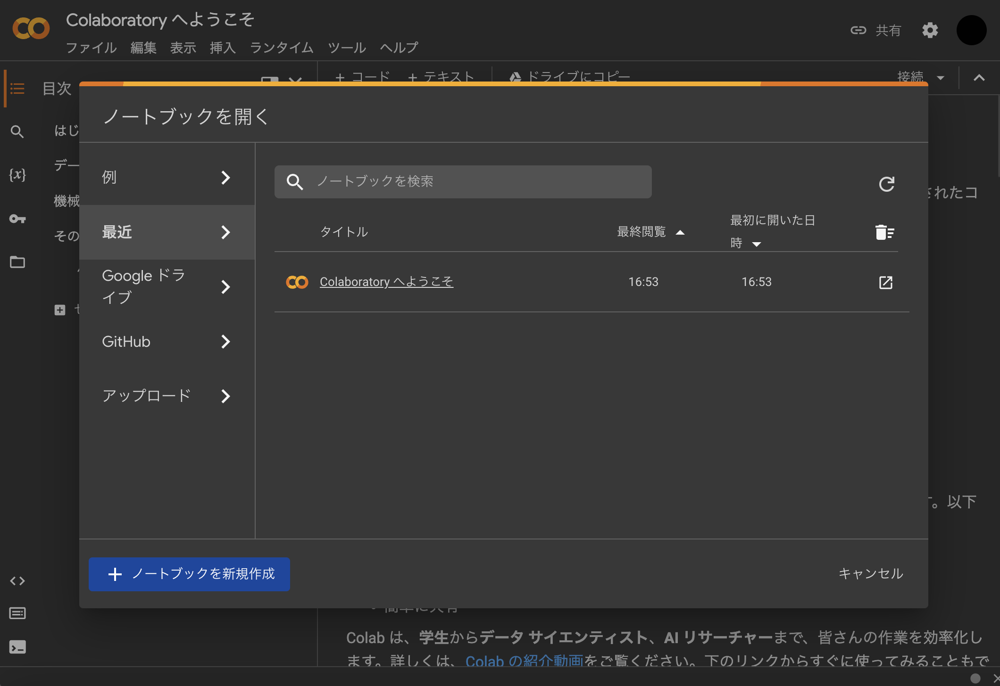 Colaboratory へようこそ
ファイル 編集 表示 挿入 ランタイム ツール ヘルプ
共有
目次
+ コード + テキスト ドライブにコピー
接続
ノートブックを開く
はじ
デー
機械
その
例
最近
Google ドラ
イブ
GitHub
アップロード
ノートブックを検索
タイトル
最終閲覧
最初に開いた日
時
Colaboratory へようこそ
16:53
16:53
されたコ
。以下
ノートブックを新規作成
キャンセル
簡単に共有
Colab は、学生からデータ サイエンティスト、AI リサーチャーまで、皆さんの作業を効率化し
ます。詳しくは、Colab の紹介動画をご覧ください。下のリンクからすぐに使ってみることもで